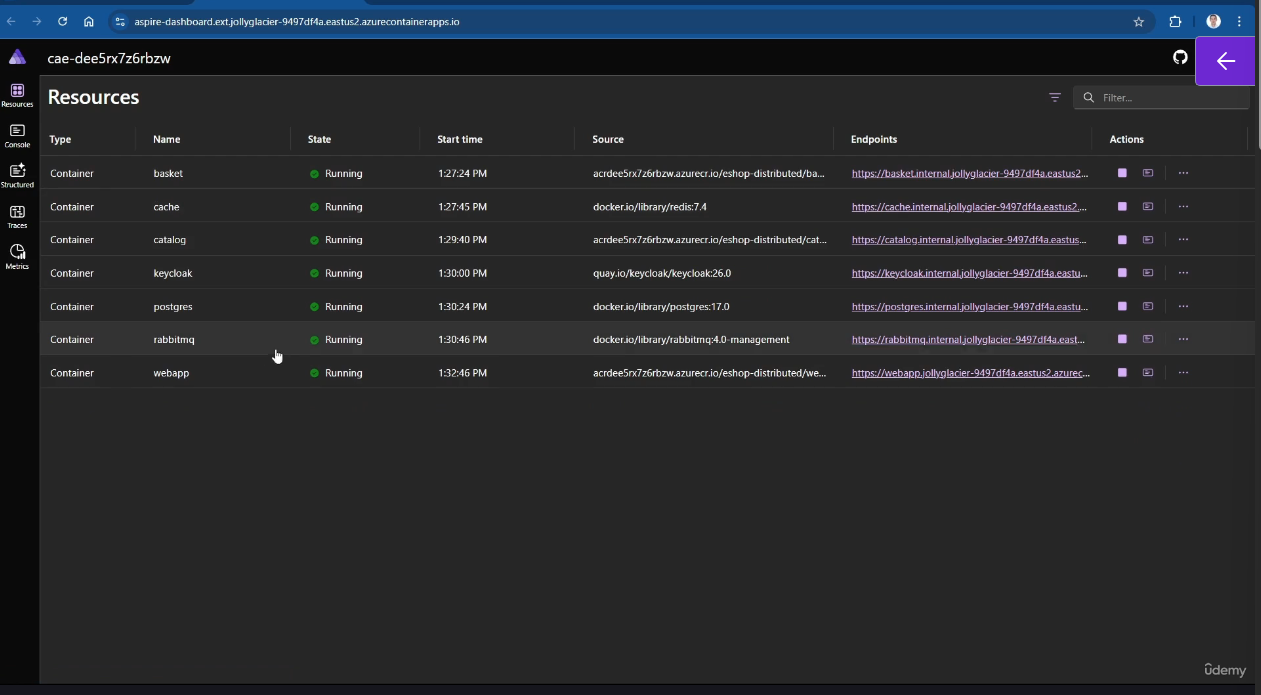 aspire-dashboard.ext.jollyglacier-9497df4a.eastus2.azurecontainerapps.io
cae-dee5rx7z6rbzw
Resources
Console
Structured
Traces
Metrics
Resources
Filter...
Type Name State Start time Source Endpoints Actions
Container basket Running 1:27:24 PM acrdee5rx7z6rbzw.azurecr.io/eshop-distributed/ba... https://basket.internal.jollyglacier-9497df4a.eastus2... ...
Container cache Running 1:27:45 PM docker.io/library/redis:7.4 https://cache.internal.jollyglacier-9497df4a.eastus2.... ...
Container catalog Running 1:29:40 PM acrdee5rx7z6rbzw.azurecr.io/eshop-distributed/cat... https://catalog.internal.jollyglacier-9497df4a.eastus... ...
Container keycloak Running 1:30:00 PM quay.io/keycloak/keycloak:26.0 https://keycloak.internal.jollyglacier-9497df4a.eastu... ...
Container postgres Running 1:30:24 PM docker.io/library/postgres:17.0 https://postgres.internal.jollyglacier-9497df4a.eastu... ...
Container rabbitmq Running 1:30:46 PM docker.io/library/rabbitmq:4.0-management https://rabbitmq.internal.jollyglacier-9497df4a.east... ...
Container webapp Running 1:32:46 PM acrdee5rx7z6rbzw.azurecr.io/eshop-distributed/we... https://webapp.jollyglacier-9497df4a.eastus2.azurec... ...
ûdemy